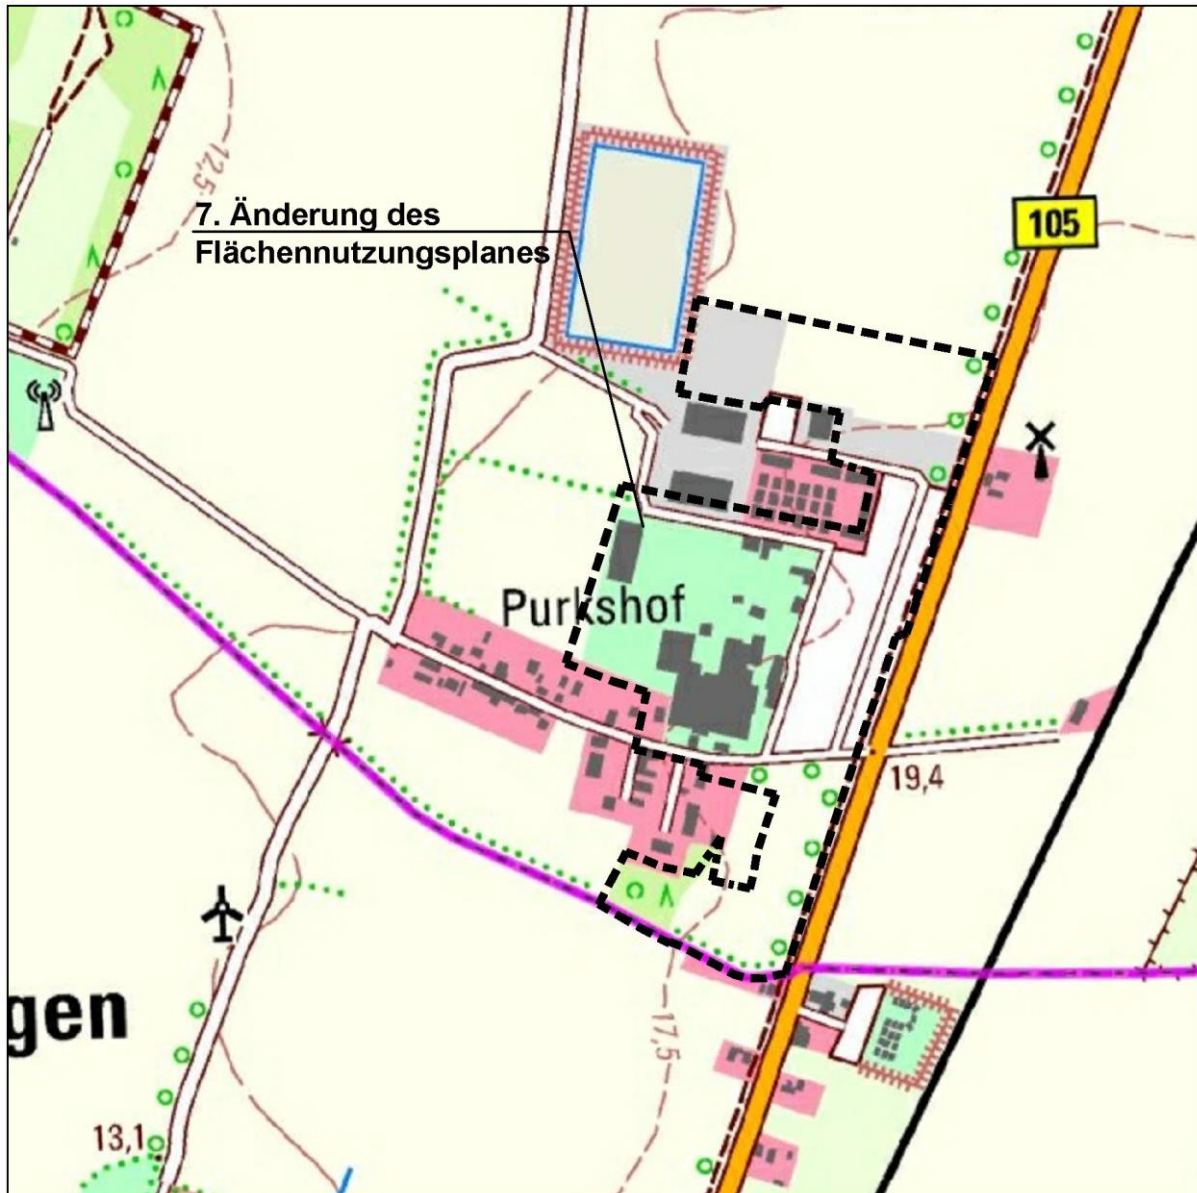 12,5
7. Änderung des
Flächennutzungsplanes
105
Purkshof
19,4
gen
17,5
13,1